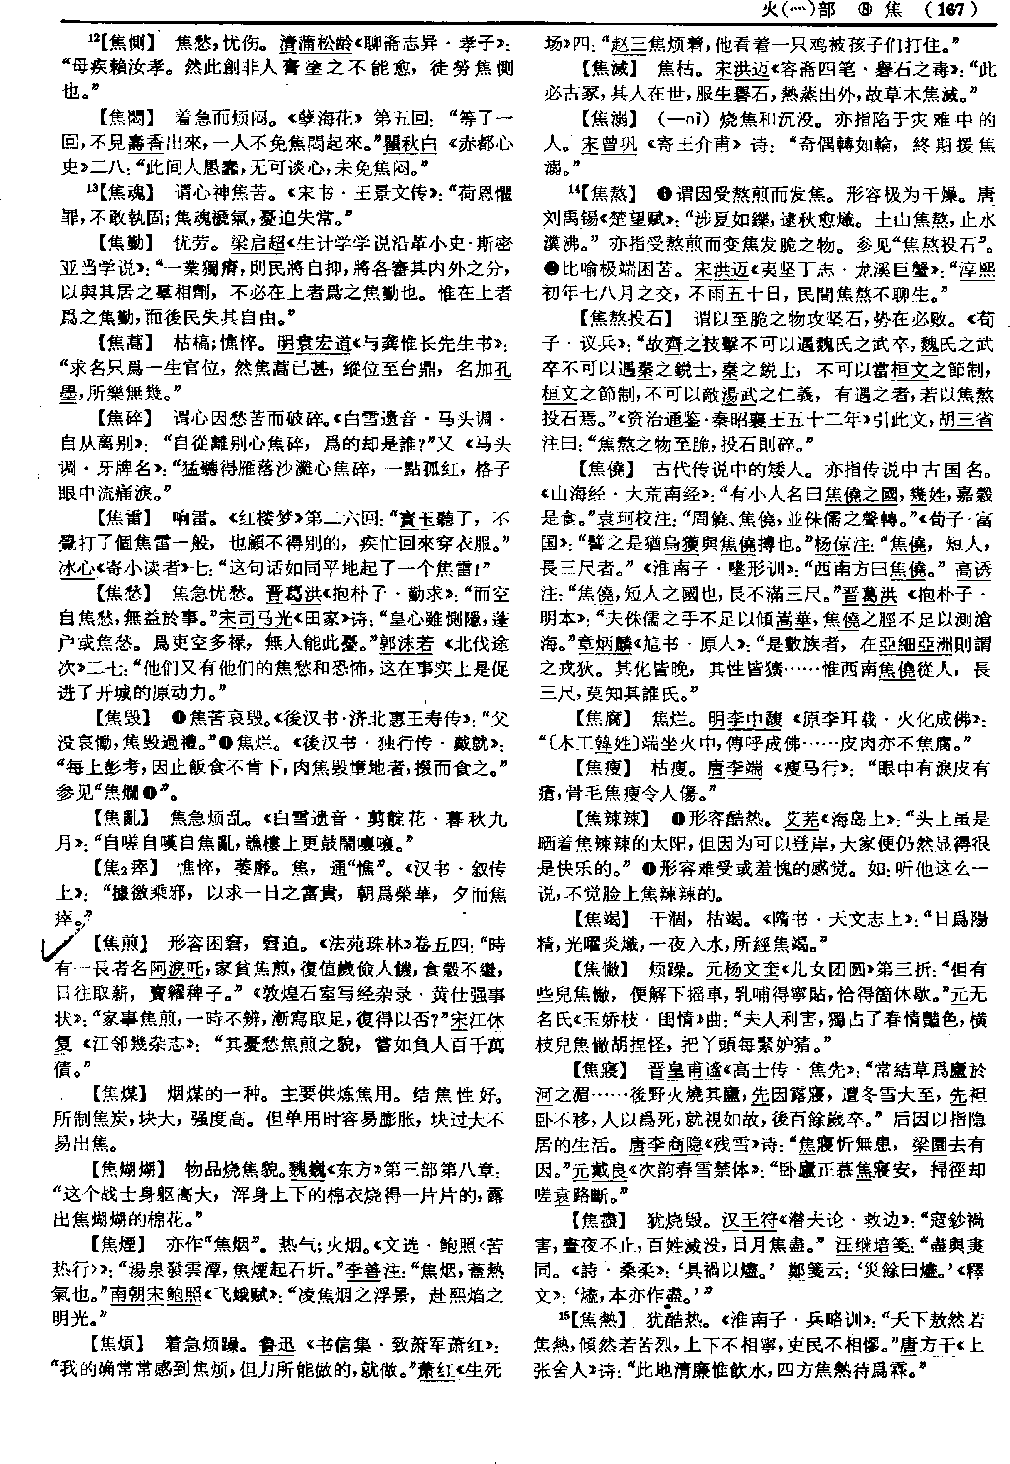 火(灬)部 ⑧ 焦 (167)
¹²【焦惻】 焦愁,忧伤。清蒲松龄《聊斋志异·孝子》:
“母疾賴汝孝。然此創非人膏塗之不能愈，徒勞焦惻
也。”
【焦悶】 着急而烦闷。《孽海花》第五回：“等了一
回,不見壽香出來,一人不免焦悶起來。”瞿秋白《赤都心
史》二八:“此间人愚蠢,无可谈心,未免焦闷。”
¹³【焦魂】 谓心神焦苦。《宋书·王景文传》:“荷恩懼
罪,不敢執固;焦魂褫氣,憂迫失常。”
【焦勤】 忧劳。梁启超《生计学学说沿革小史·斯密
亚当学说》:“一業獨瘠,則民將自抑,將各審其内外之分,
以與其居之羣相劑，不必在上者爲之焦勤也。惟在上者
爲之焦勤,而後民失其自由。”
【焦蒿】 枯槁;憔悴。明袁宏道《与龚惟长先生书》:
“求名只爲一生官位，然焦蒿已甚，縱位至台鼎，名加孔
墨,所樂無幾。”
【焦碎】 谓心因愁苦而破碎。《白雪遗音·马头调·
自从离别》：“自從離别心焦碎，爲的却是誰?”又《马头
调·牙牌名》:“猛聽得雁落沙灘心焦碎，一點孤紅，格子
眼中流痛淚。”
【焦雷】 响雷。《红楼梦》第二六回:“寳玉聽了，不
覺打了個焦雷一般，也顧不得别的，疾忙回來穿衣服。”
冰心《寄小读者》七:“这句话如同平地起了一个焦雷!”
【焦愁】 焦急忧愁。晋葛洪《抱朴子·勤求》:“而空
自焦愁,無益於事。”宋司马光《田家》诗:“皇心雖惻隱,蓬
户或焦愁。爲吏空多禄，無人能此憂。”郭沫若《北伐途
次》二七:“他们又有他们的焦愁和恐怖,这在事实上是促
进了开城的原动力。”
【焦毁】 ❶焦苦哀毁。《後汉书·济北惠王寿传》:“父
没哀慟,焦毁過禮。”❷焦烂。《後汉书·独行传·戴就》:
“每上彭考,因止飯食不肯下,肉焦毁墮地者,掇而食之。”
参见“焦爛❶”。
【焦亂】 焦急烦乱。《白雪遗音·剪靛花·暮秋九
月》:“自嗟自嘆自焦亂,譙樓上更鼓鬧嚷嚷。”
【焦₂瘁】 憔悴，萎靡。焦，通“憔”。《汉书·叙传
上》：“據徼乘邪，以求一日之富貴，朝爲榮華，夕而焦
瘁。”
【焦煎】 形容困窘，窘迫。《法苑珠林》卷五四:“時
有一長者名阿淚吒,家貧焦煎,復值歲儉人饑,食穀不繼,
日往取薪，賣糴稗子。”《敦煌石室写经杂录·黄仕强事
状》:“家事焦煎,一時不辨,漸寫取足,復得以否?”宋江休
复《江邻几杂志》：“其憂愁焦煎之貌，嘗如負人百千萬
債。”
【焦煤】 烟煤的一种。主要供炼焦用。结焦性好。
所制焦炭,块大，强度高。但单用时容易膨胀，块过大不
易出焦。
【焦煳煳】 物品烧焦貌。魏巍《东方》第三部第八章:
“这个战士身躯高大，浑身上下的棉衣烧得一片片的,露
出焦煳煳的棉花。”
【焦煙】 亦作“焦烟”。热气;火烟。《文选·鲍照〈苦
热行〉》:“湯泉發雲潭,焦煙起石圻。”李善注:“焦烟,蓄熱
氣也。”南朝宋鲍照《飞蛾赋》:“凌焦烟之浮景，赴熙焰之
明光。”
【焦煩】 着急烦躁。鲁迅《书信集·致萧军萧红》:
“我的确常常感到焦烦,但力所能做的,就做。”萧红《生死
场》四:“赵三焦烦着,他看着一只鸡被孩子们打住。”
【焦滅】 焦枯。宋洪迈《容斋四笔·礜石之毒》:“此
必古冢,其人在世,服生礜石,熱蒸出外,故草木焦滅。”
【焦溺】 (—nì) 烧焦和沉没。亦指陷于灾难中的
人。宋曾巩《寄王介甫》诗：“奇偶轉如輪，終期援焦
溺。”
¹⁴【焦熬】 ❶谓因受熬煎而发焦。形容极为干燥。唐
刘禹锡《楚望赋》:“涉夏如鑠,逮秋愈熾。土山焦熬,止水
瀵沸。”亦指受熬煎而变焦发脆之物。参见“焦熬投石”。
❷比喻极端困苦。宋洪迈《夷坚丁志·龙溪巨蟹》:“淳熙
初年七八月之交，不雨五十日，民間焦熬不聊生。”
【焦熬投石】 谓以至脆之物攻坚石,势在必败。《荀
子·议兵》:“故齊之技擊不可以遇魏氏之武卒,魏氏之武
卒不可以遇秦之鋭士,秦之鋭士，不可以當桓文之節制,
桓文之節制,不可以敵湯武之仁義，有遇之者,若以焦熬
投石焉。”《资治通鉴·秦昭襄王五十二年》引此文,胡三省
注曰:“焦熬之物至脆,投石則碎。”
【焦僥】 古代传说中的矮人。亦指传说中古国名。
《山海经·大荒南经》:“有小人名曰焦僥之國,幾姓,嘉穀
是食。”袁珂校注:“周饒、焦僥,並侏儒之聲轉。”《荀子·富
国》:“譬之是猶烏獲與焦僥搏也。”杨倞注:“焦僥，短人,
長三尺者。”《淮南子·墬形训》:“西南方曰焦僥。”高诱
注:“焦僥,短人之國也,長不滿三尺。”晋葛洪《抱朴子·
明本》:“夫侏儒之手不足以傾嵩華,焦僥之脛不足以測滄
海。”章炳麟《訄书·原人》:“是數族者，在亞細亞洲則謂
之戎狄。其化皆晚，其性皆獷……惟西南焦僥從人，長
三尺,莫知其誰氏。”
【焦腐】 焦烂。明李中馥《原李耳载·火化成佛》:
“〔木工韓姓〕端坐火中,傳呼成佛……皮肉亦不焦腐。”
【焦瘦】 枯瘦。唐李端《瘦马行》：“眼中有淚皮有
瘡,骨毛焦瘦令人傷。”
【焦辣辣】 ❶形容酷热。艾芜《海岛上》:“头上虽是
晒着焦辣辣的太阳,但因为可以登岸,大家便仍然显得很
是快乐的。”❷形容难受或羞愧的感觉。如:听他这么一
说,不觉脸上焦辣辣的。
【焦竭】 干涸，枯竭。《隋书·天文志上》:“日爲陽
精,光曜炎熾,一夜入水,所經焦竭。”
【焦懒】 烦躁。元杨文奎《儿女团圆》第三折:“但有
些兒焦懒，便解下摇車,乳哺得寧貼,恰得箇休歇。”元无
名氏《玉娇枝·闺情》曲:“夫人利害,獨占了春情豔色,横
枝兒焦懒胡捏怪，把丫頭每緊妒猜。”
【焦寢】 晋皇甫谧《高士传·焦先》:“常結草爲廬於
河之湄……後野火燒其廬,先因露寢，遭冬雪大至，先袒
卧不移,人以爲死,就視如故,後百餘歲卒。”后因以指隐
居的生活。唐李商隐《残雪》诗:“焦寢忻無患，梁園去有
因。”元戴良《次韵春雪禁体》:“卧廬正慕焦寢安，掃徑却
嗟袁路斷。”
【焦盡】 犹烧毁。汉王符《潜夫论·救边》:“寇鈔禍
害,晝夜不止,百姓滅没,日月焦盡。”汪继培笺:“盡與㶳
同。《詩·桑柔》:‘具禍以燼。’鄭箋云:‘災餘曰燼。’《釋
文》:‘燼,本亦作盡。’”
¹⁵【焦熱】 犹酷热。《淮南子·兵略训》:“天下敖然若
焦熱,傾然若苦烈,上下不相寧,吏民不相憀。”唐方干《上
张舍人》诗:“此地清廉惟飲水,四方焦熱待爲霖。”